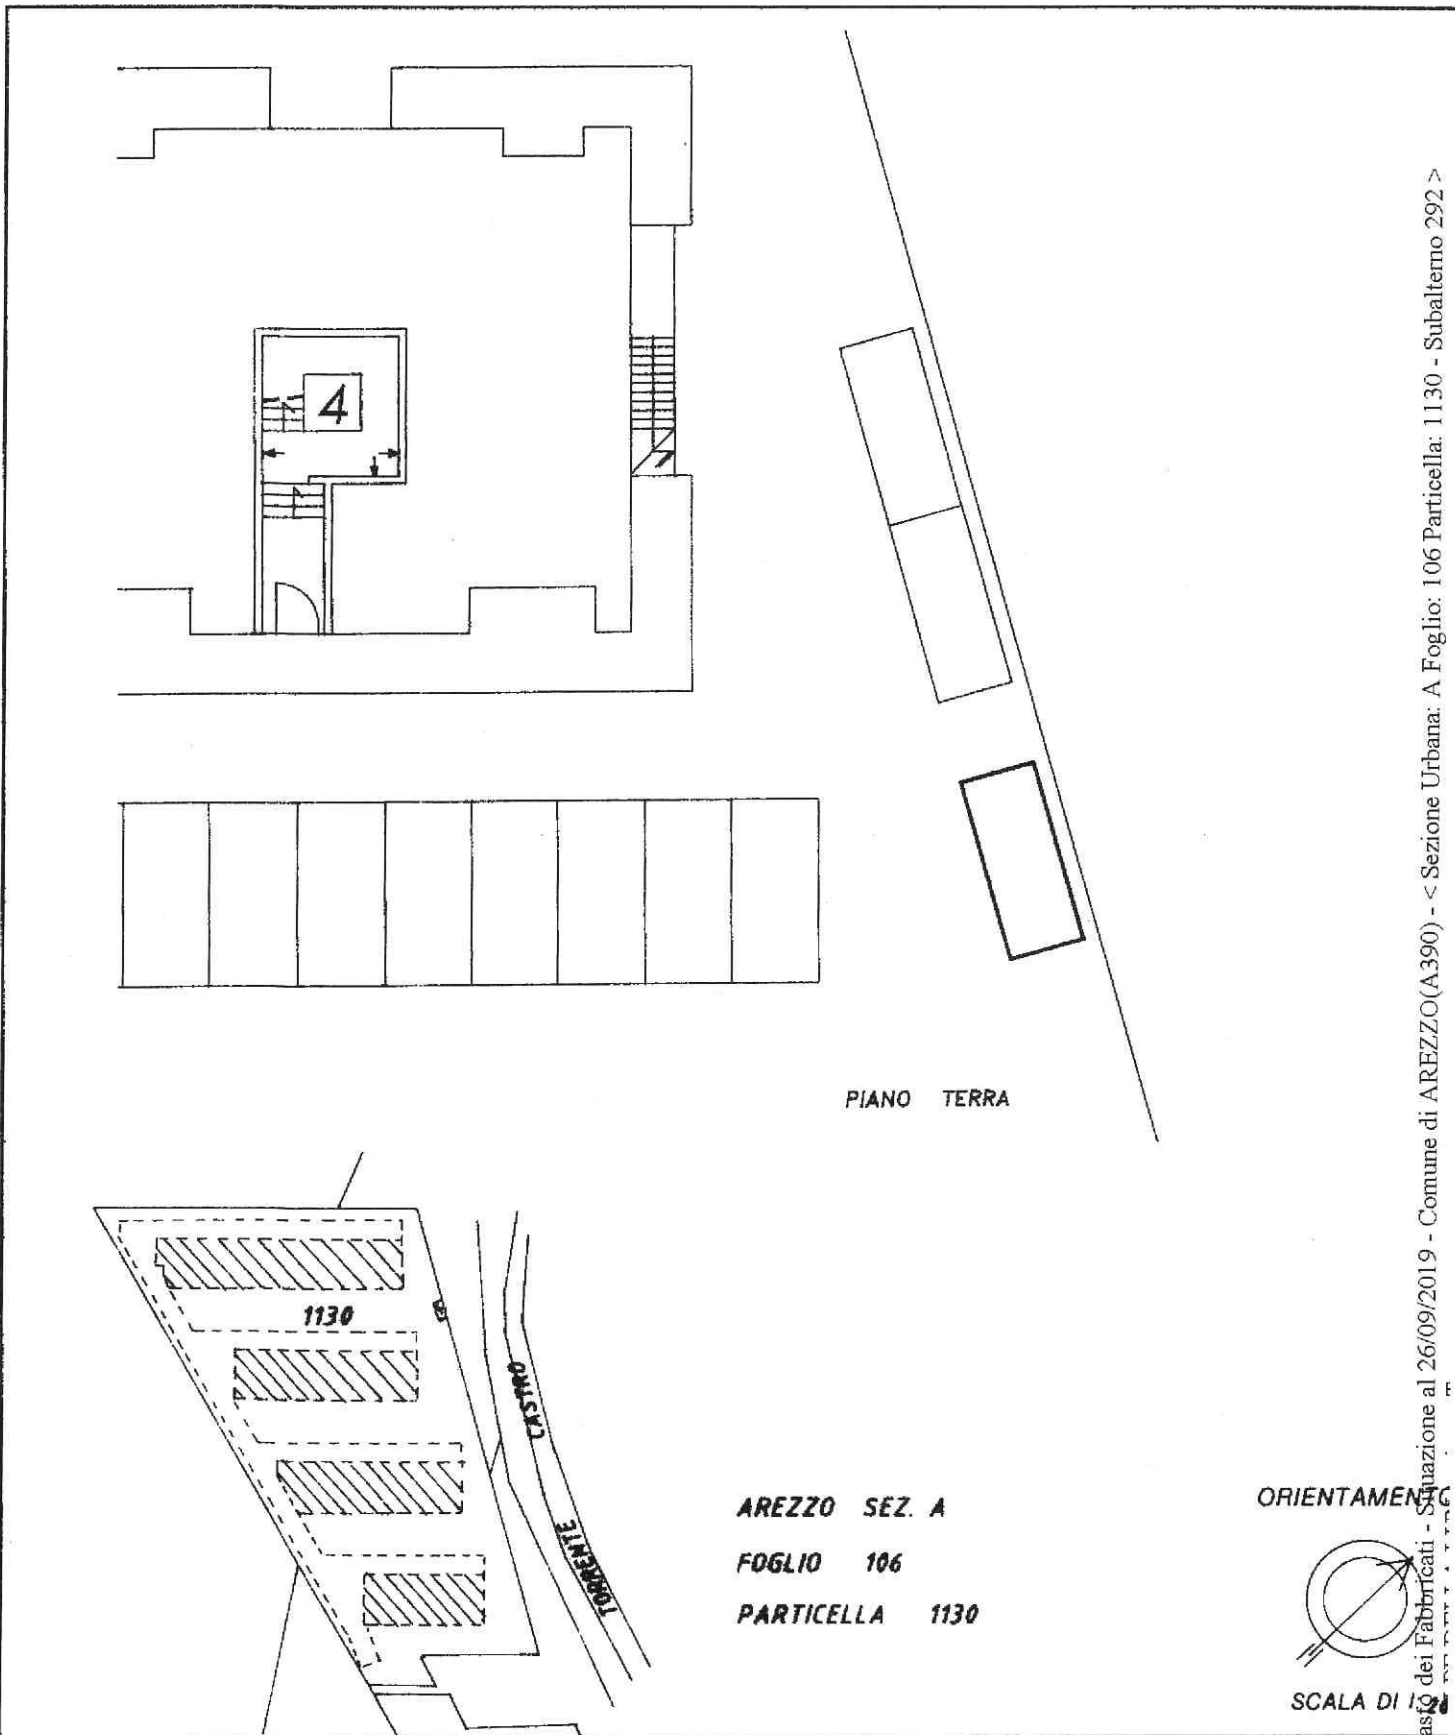 4
PIANO TERRA
1130
CASTRO
TORRENTE
AREZZO SEZ. A
FOGLIO 106
PARTICELLA 1130
ORIENTAMENTO
SCALA DI 1:
dei Fabbricati - Situazione al 26/09/2019 - Comune di AREZZO(A390) - < Sezione Urbana: A Foglio: 106 Particella: 1130 - Subalterno 292 >